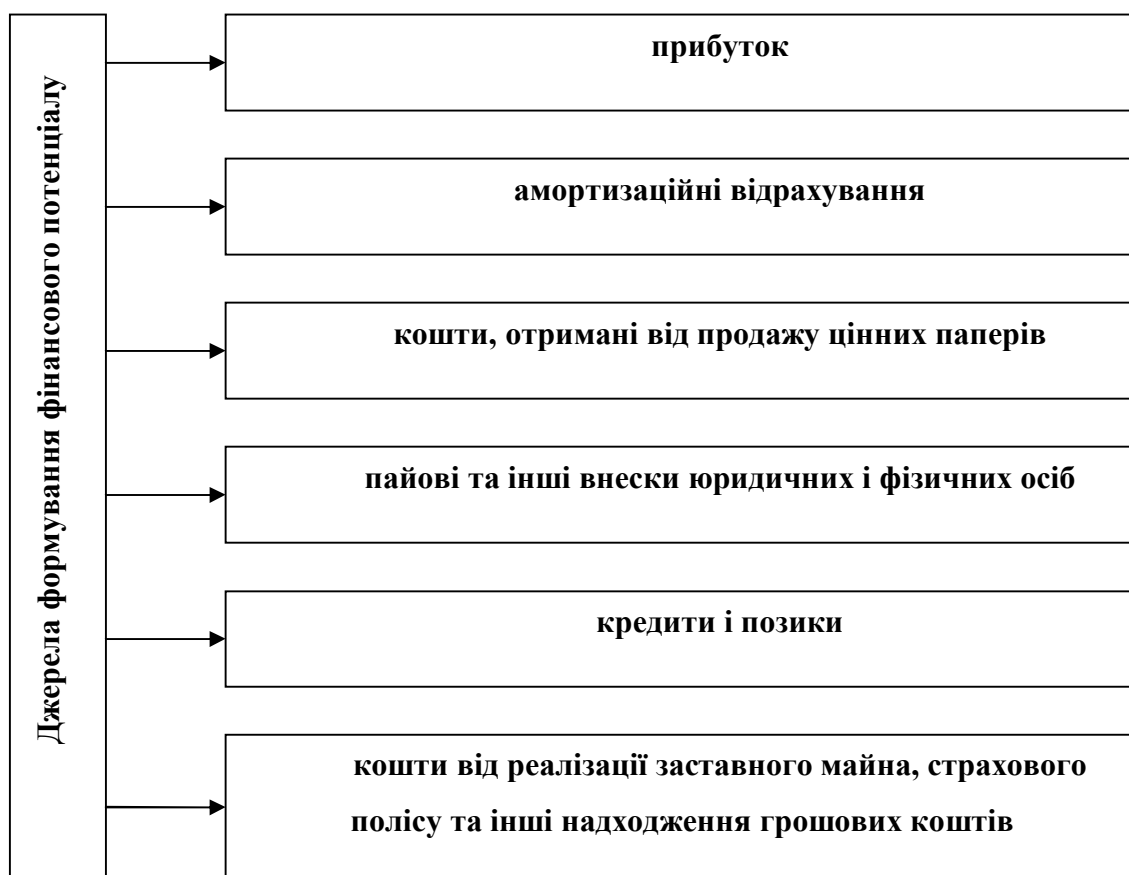 Джерела формування фінансового потенціалу
прибуток
амортизаційні відрахування
кошти, отримані від продажу цінних паперів
пайові та інші внески юридичних і фізичних осіб
кредити і позики
кошти від реалізації заставного майна, страхового
полісу та інші надходження грошових коштів